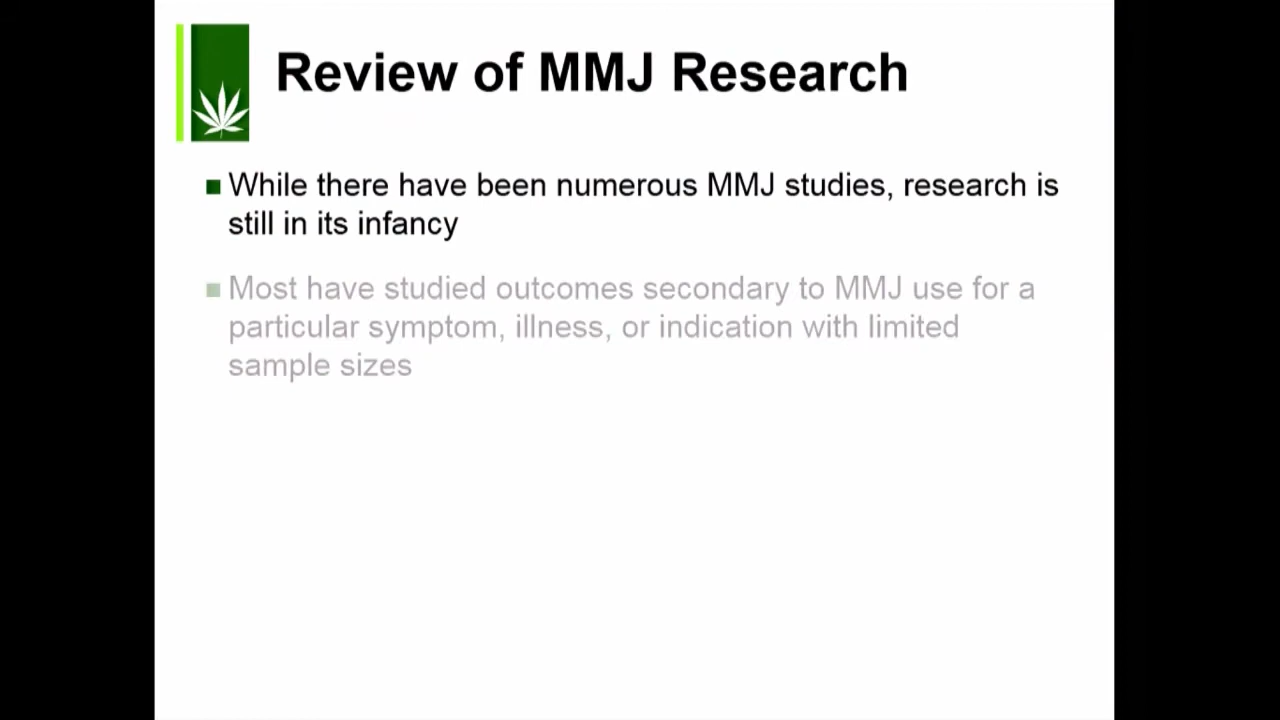 Review of MMJ Research
While there have been numerous MMJ studies, research is
still in its infancy
Most have studied outcomes secondary to MMJ use for a
particular symptom, illness, or indication with limited
sample sizes